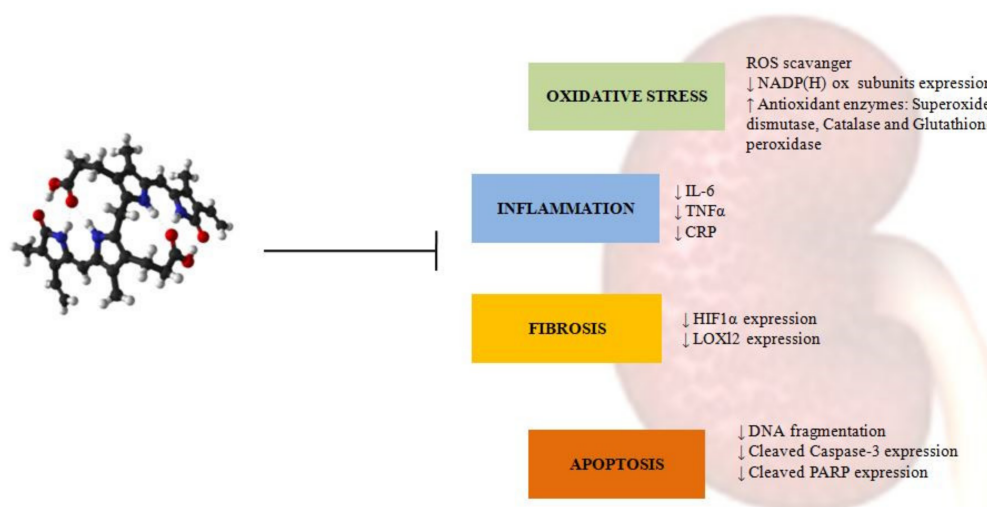 OXIDATIVE STRESS
ROS scavanger
↓ NADP(H) ox subunits expression
↑ Antioxidant enzymes: Superoxide
dismutase, Catalase and Glutathion
peroxidase
INFLAMMATION
↓ IL-6
↓ TNFα
↓ CRP
FIBROSIS
↓ HIF1α expression
↓ LOXl2 expression
APOPTOSIS
↓ DNA fragmentation
↓ Cleaved Caspase-3 expression
↓ Cleaved PARP expression